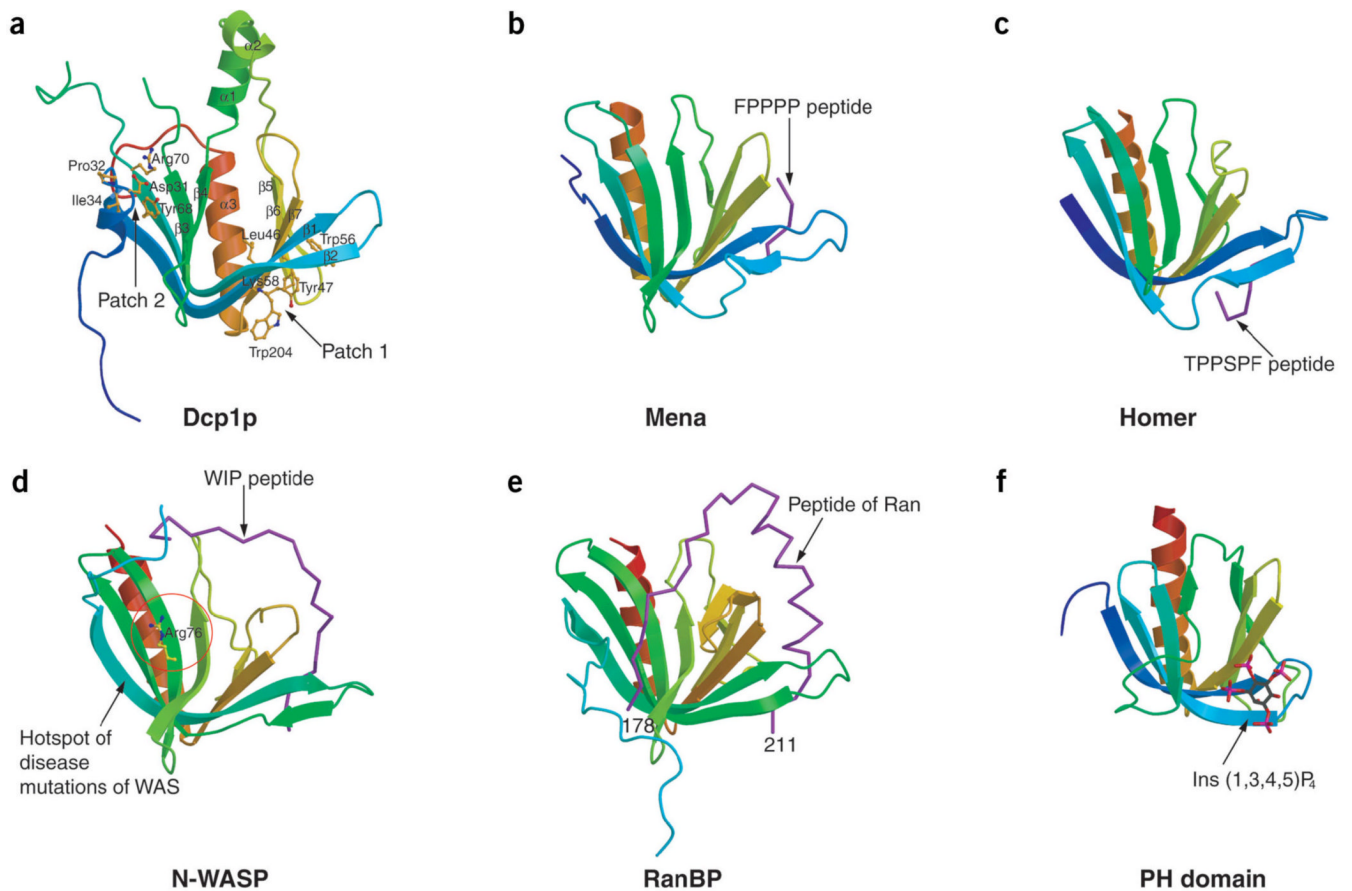 a
α2
α1
Pro32
Arg70
Asp31
β4
Ile34
Tyr68
β3
α3
β5
β6
β7
Leu46
β1
Trp56
β2
Lys58
Tyr47
Patch 2
Patch 1
Trp204
Dcp1p
b
FPPPP peptide
Mena
c
TPPSPF peptide
Homer
d
WIP peptide
Arg76
Hotspot of
disease
mutations of WAS
N-WASP
e
Peptide of Ran
178
211
RanBP
f
Ins (1,3,4,5)P₄
PH domain